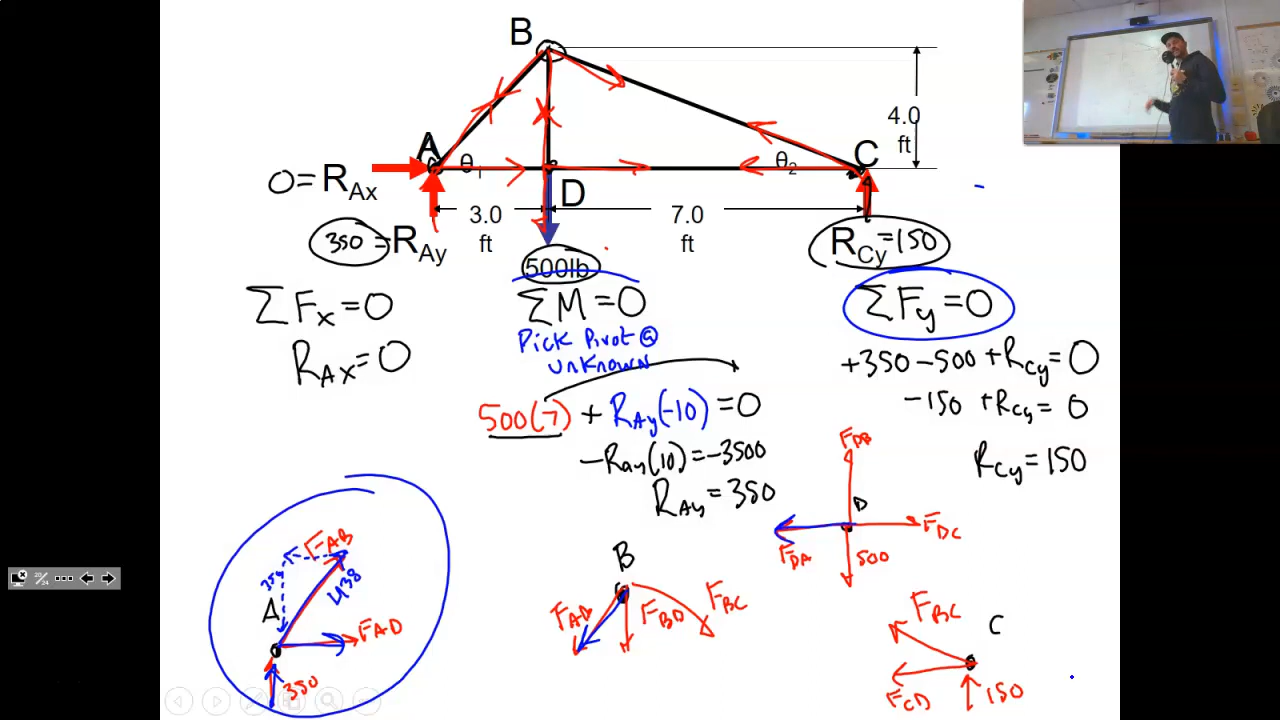 B
A
θ1
θ2
C
4.0
ft
0=RAx
D
3.0
ft
7.0
ft
350 =RAy
RCy=150
500lb
ΣFx=0
ΣM=0
ΣFy=0
RAx=0
Pick Pivot @
unknown
+350-500+RCy=0
500(7) + RAy(-10) =0
-150 +RCy= 0
-RAy(10)=-3500
RCy=150
RAy=350
FDB
D
FDC
FDA
500
FAB
350
438
A
FAD
350
B
FAB
FBD
FBC
FBC
C
FCD
150
20/24